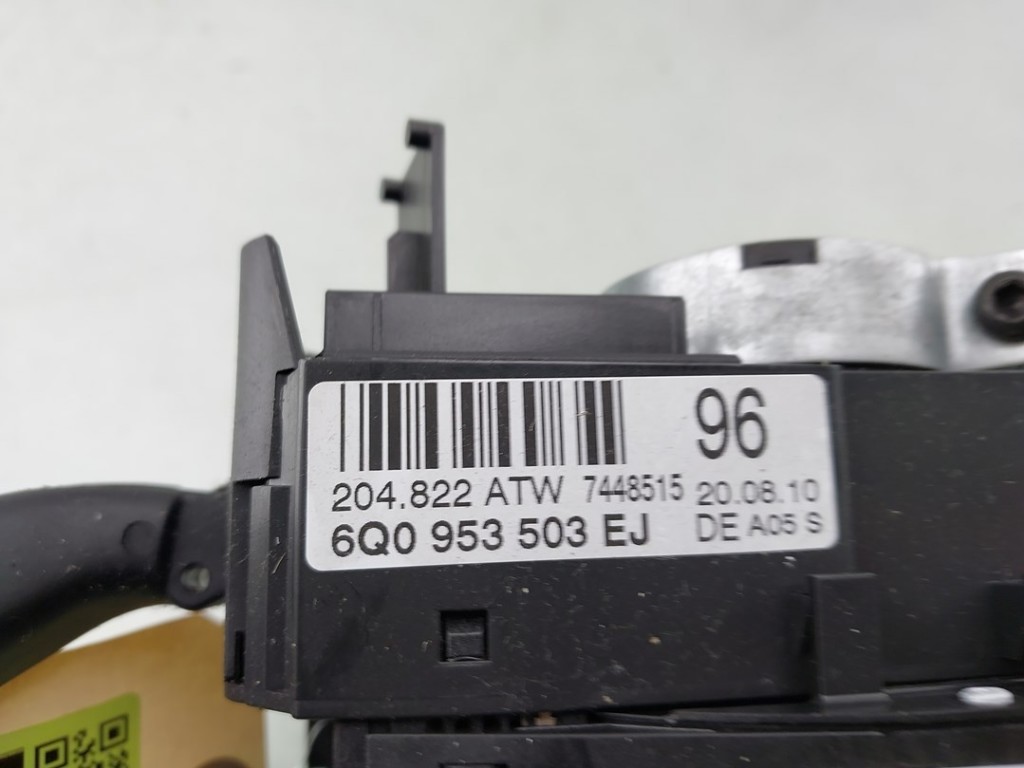 96
204.822 ATW 7448515 20.08.10
6Q0 953 503 EJ DE A05 S